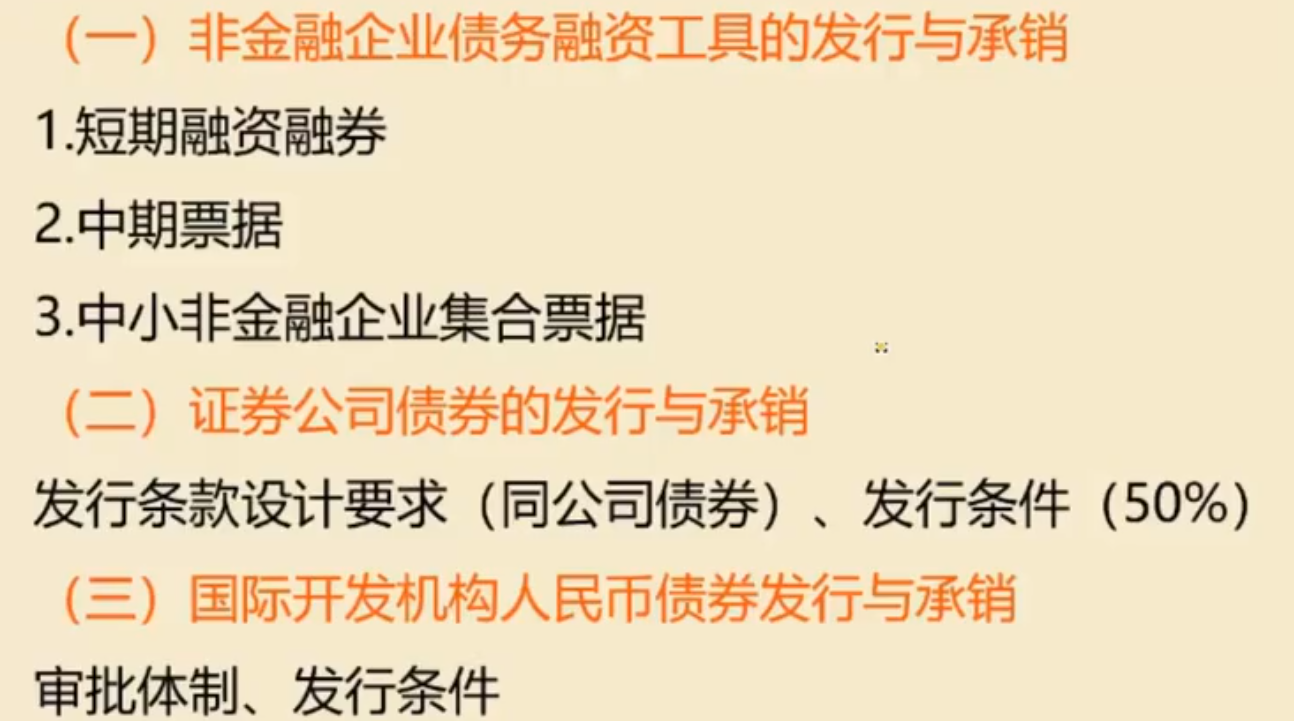 （一）非金融企业债务融资工具的发行与承销
1.短期融资融券
2.中期票据
3.中小非金融企业集合票据
（二）证券公司债券的发行与承销
发行条款设计要求（同公司债券）、发行条件（50%）
（三）国际开发机构人民币债券发行与承销
审批体制、发行条件